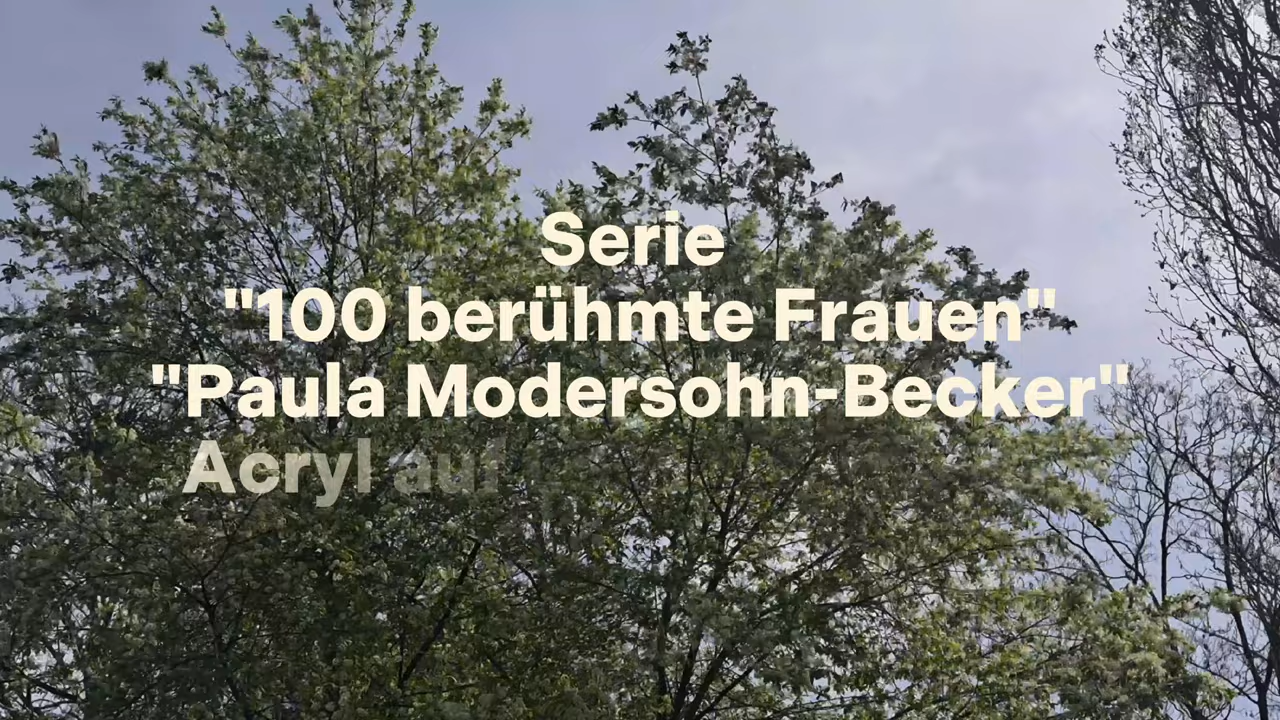 Serie
"100 berühmte Frauen"
"Paula Modersohn-Becker"
Acryl auf